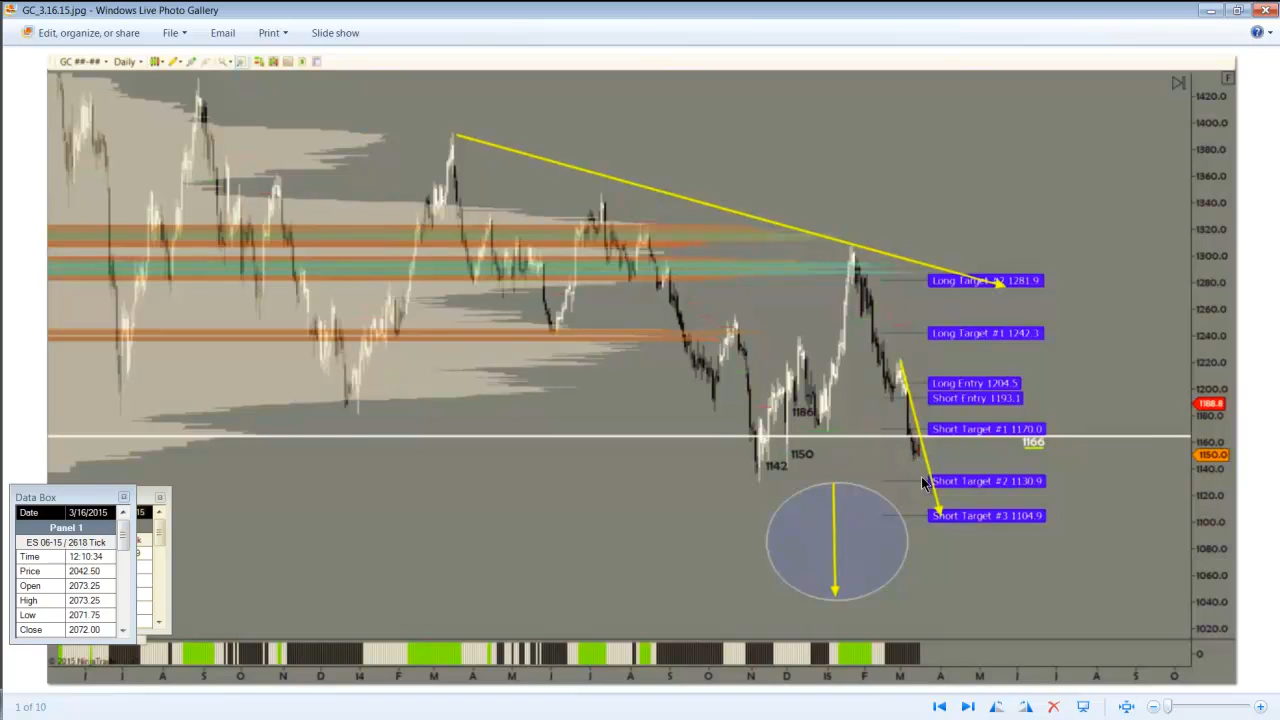 GC_3.16.15.jpg - Windows Live Photo Gallery
Edit, organize, or share File Email Print Slide show
GC ##-## Daily
F
1420.0
1400.0
1380.0
1360.0
1340.0
1320.0
1300.0
1280.0
1260.0
1240.0
1220.0
1200.0
1188.8
1180.0
1160.0
1150.0
1140.0
1120.0
1100.0
1080.0
1060.0
1040.0
1020.0
0
Long Target #2 1281.9
Long Target #1 1242.3
Long Entry 1204.5
Short Entry 1193.1
Short Target #1 1170.0
1166
Short Target #2 1130.9
Short Target #3 1104.9
1186
1150
1142
Data Box
Date 3/16/2015
Panel 1
ES 06-15 / 2618 Tick
Time 12:10:34
Price 2042.50
Open 2073.25
High 2073.25
Low 2071.75
Close 2072.00
© 2015 NinjaTra
J J A S O N D 14 F M A M J J A S O N D 15 F M A M J J A S O
1 of 10